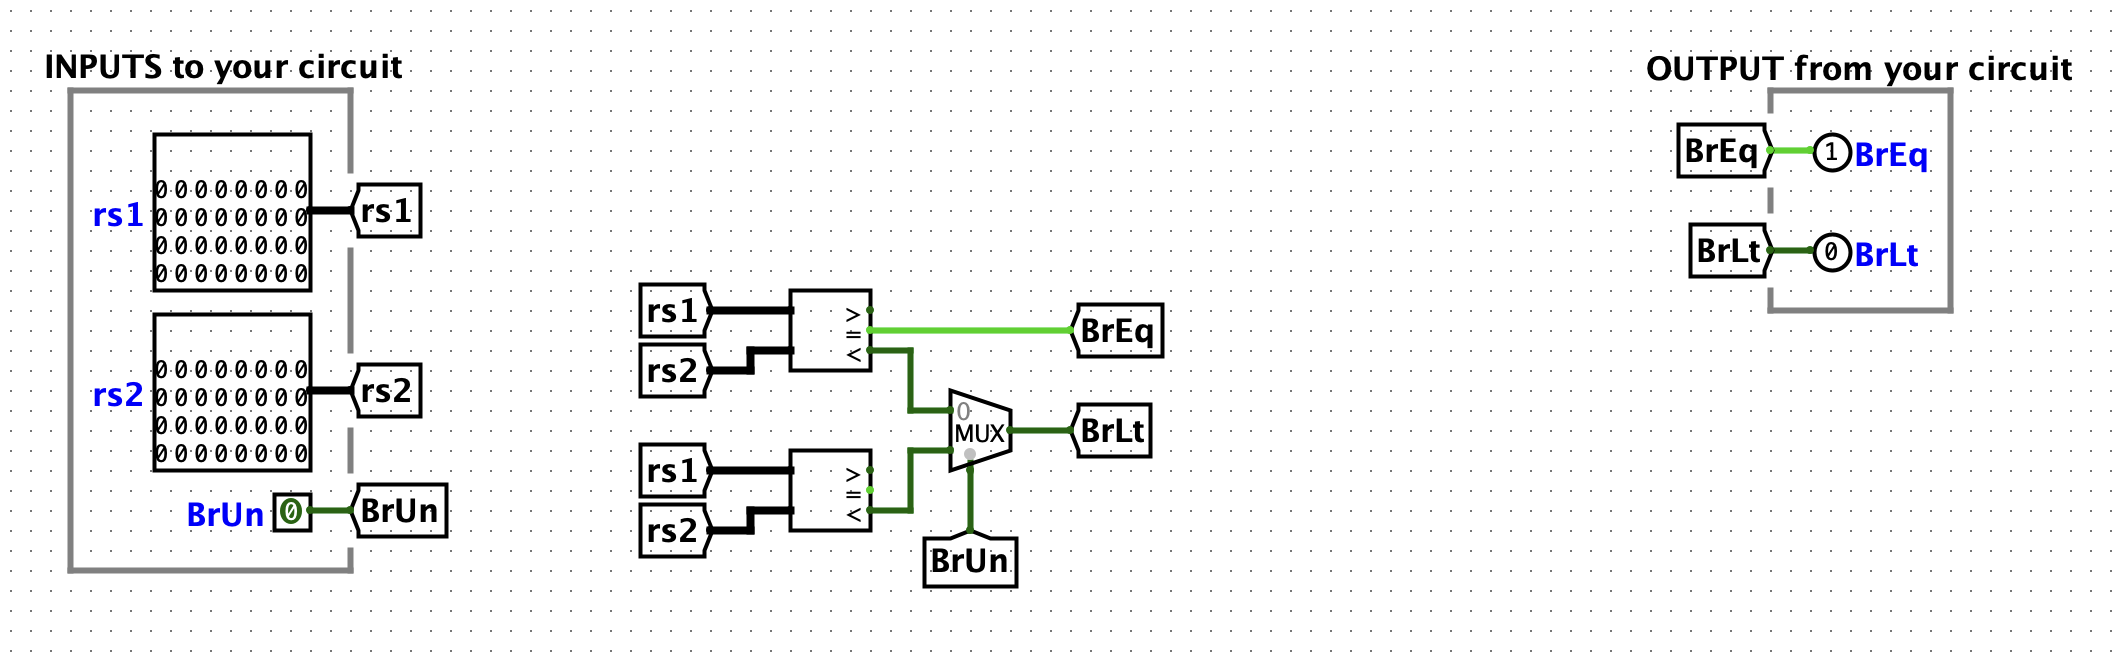 INPUTS to your circuit
rs1
00000000
00000000
00000000
00000000
rs1
rs2
00000000
00000000
00000000
00000000
rs2
BrUn
0
BrUn
rs1
rs2
>
=
<
BrEq
rs1
rs2
>
=
<
0
MUX
BrLt
BrUn
OUTPUT from your circuit
BrEq
1
BrEq
BrLt
0
BrLt